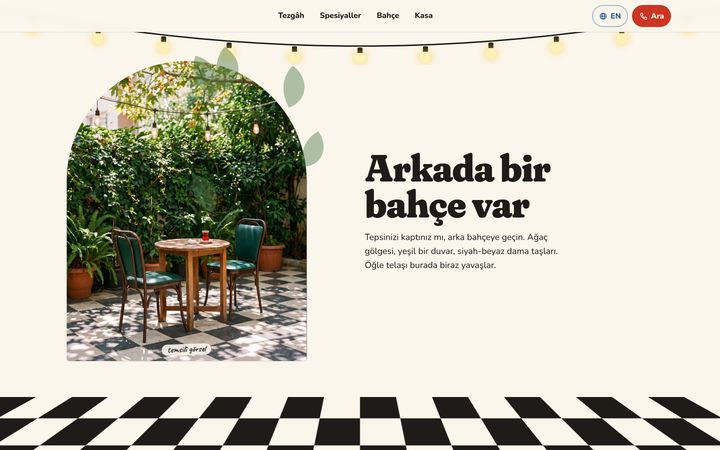 Tezgâh Spesiyaller Bahçe Kasa EN Ara
Arkada bir
bahçe var
Tepsinizi kaptınız mı, arka bahçeye geçin. Ağaç
gölgesi, yeşil bir duvar, siyah-beyaz dama taşları.
Öğle telaşı burada biraz yavaşlar.
temsili görsel